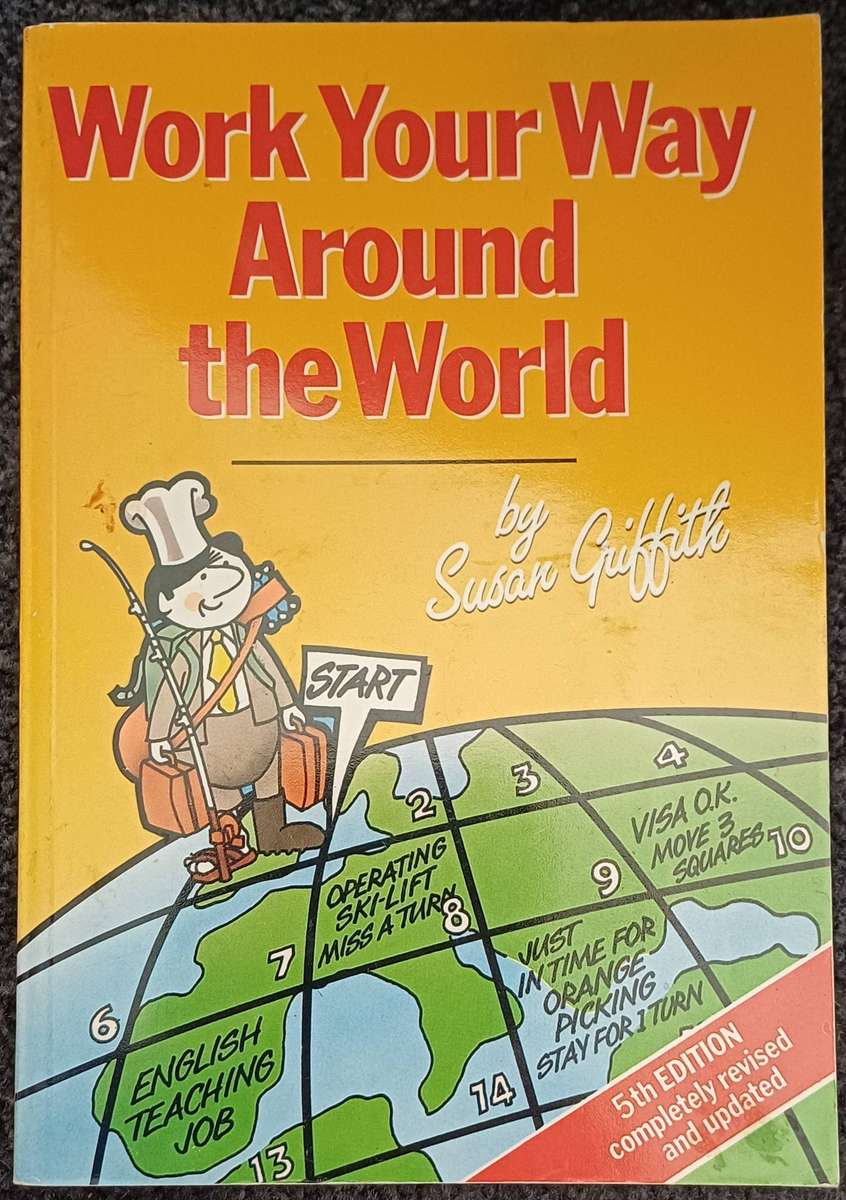 Work Your Way
Around
the World
by
Susan Griffith
START
2
3
4
VISA O.K.
MOVE 3
SQUARES
10
OPERATING
SKI-LIFT
MISS A TURN
8
9
7
JUST
IN TIME FOR
ORANGE
PICKING
STAY FOR 1 TURN
6
ENGLISH
TEACHING
JOB
14
13
5th EDITION
completely revised
and updated